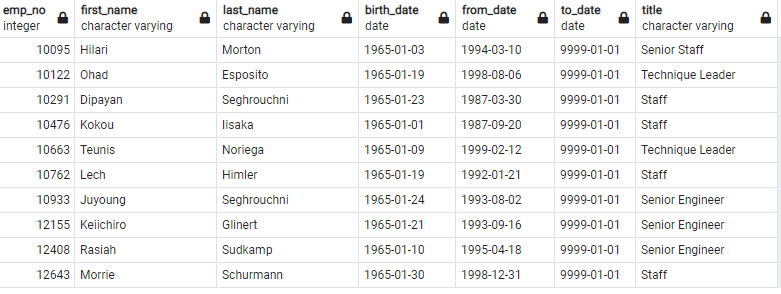 emp_no first_name last_name birth_date from_date to_date title
integer character varying character varying date date date character varying
10095 Hilari Morton 1965-01-03 1994-03-10 9999-01-01 Senior Staff
10122 Ohad Esposito 1965-01-19 1998-08-06 9999-01-01 Technique Leader
10291 Dipayan Seghrouchni 1965-01-23 1987-03-30 9999-01-01 Staff
10476 Kokou Iisaka 1965-01-01 1987-09-20 9999-01-01 Staff
10663 Teunis Noriega 1965-01-09 1999-02-12 9999-01-01 Technique Leader
10762 Lech Himler 1965-01-19 1992-01-21 9999-01-01 Staff
10933 Juyoung Seghrouchni 1965-01-24 1993-08-02 9999-01-01 Senior Engineer
12155 Keiichiro Glinert 1965-01-21 1993-09-16 9999-01-01 Senior Engineer
12408 Rasiah Sudkamp 1965-01-10 1995-04-18 9999-01-01 Senior Engineer
12643 Morrie Schurmann 1965-01-30 1998-12-31 9999-01-01 Staff